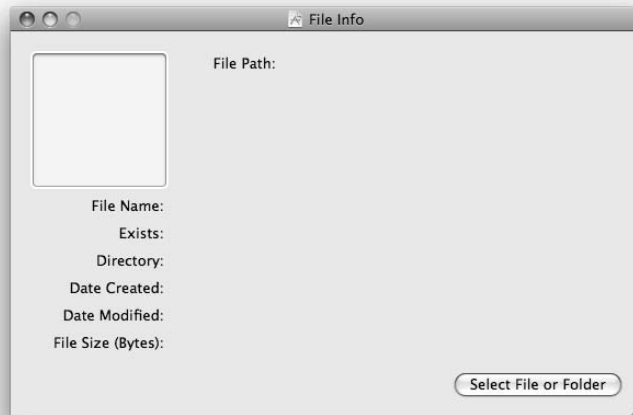 File Info
File Path:
File Name:
Exists:
Directory:
Date Created:
Date Modified:
File Size (Bytes):
Select File or Folder